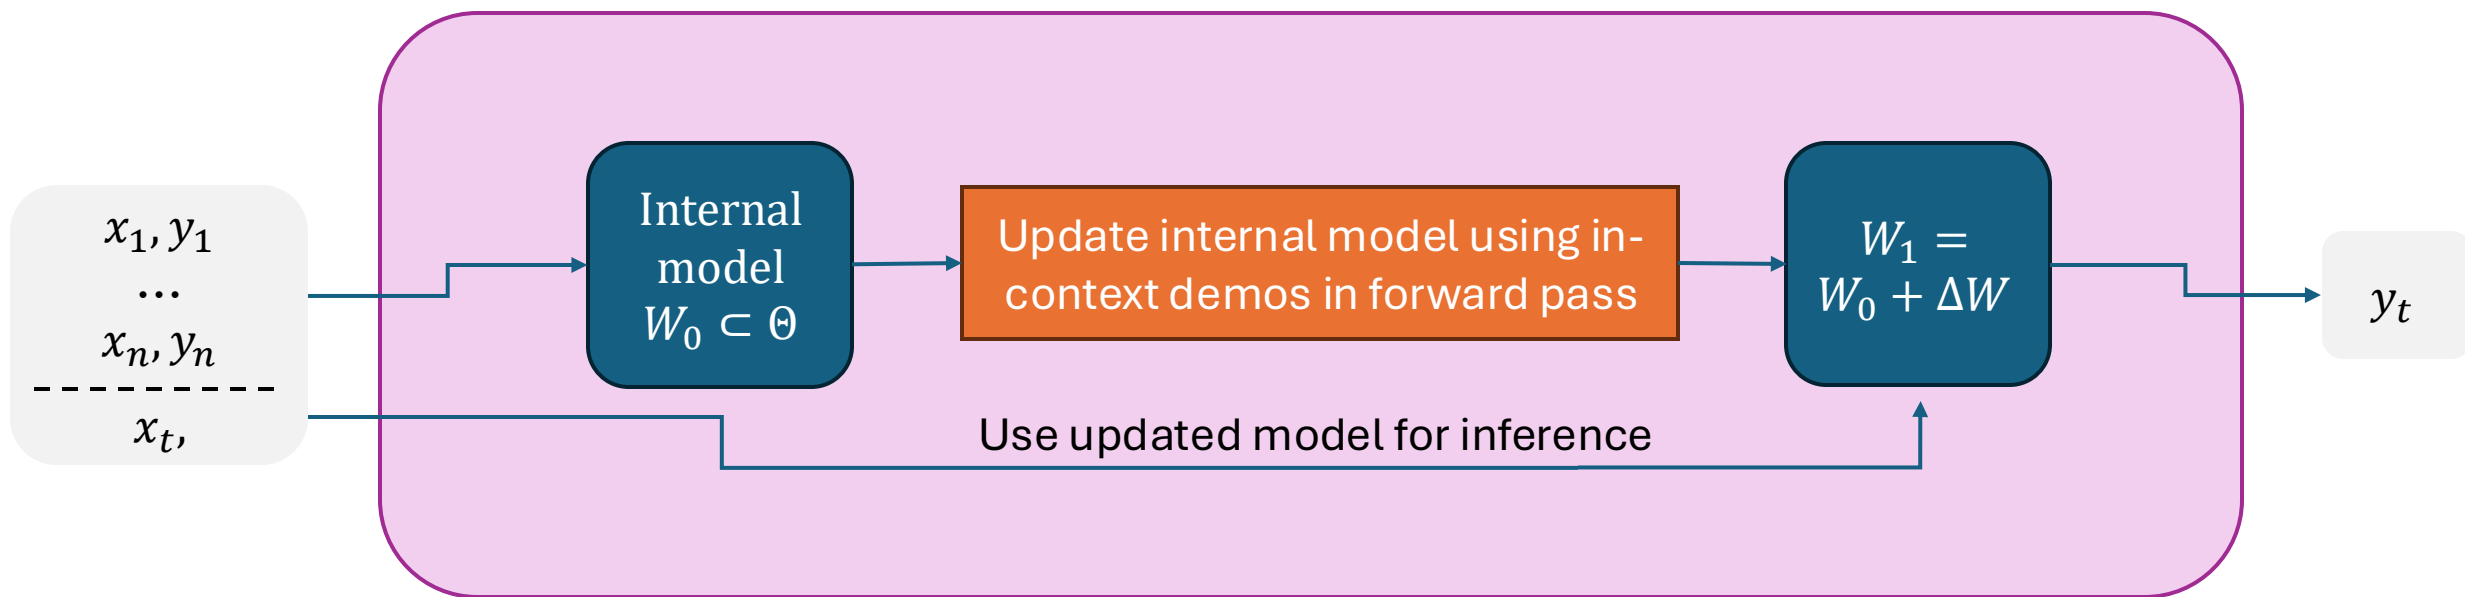 x₁, y₁
...
xₙ, yₙ
xₜ,
Internal
model
W₀ ⊂ Θ
Update internal model using in-
context demos in forward pass
W₁ =
W₀ + ΔW
Use updated model for inference
yₜ